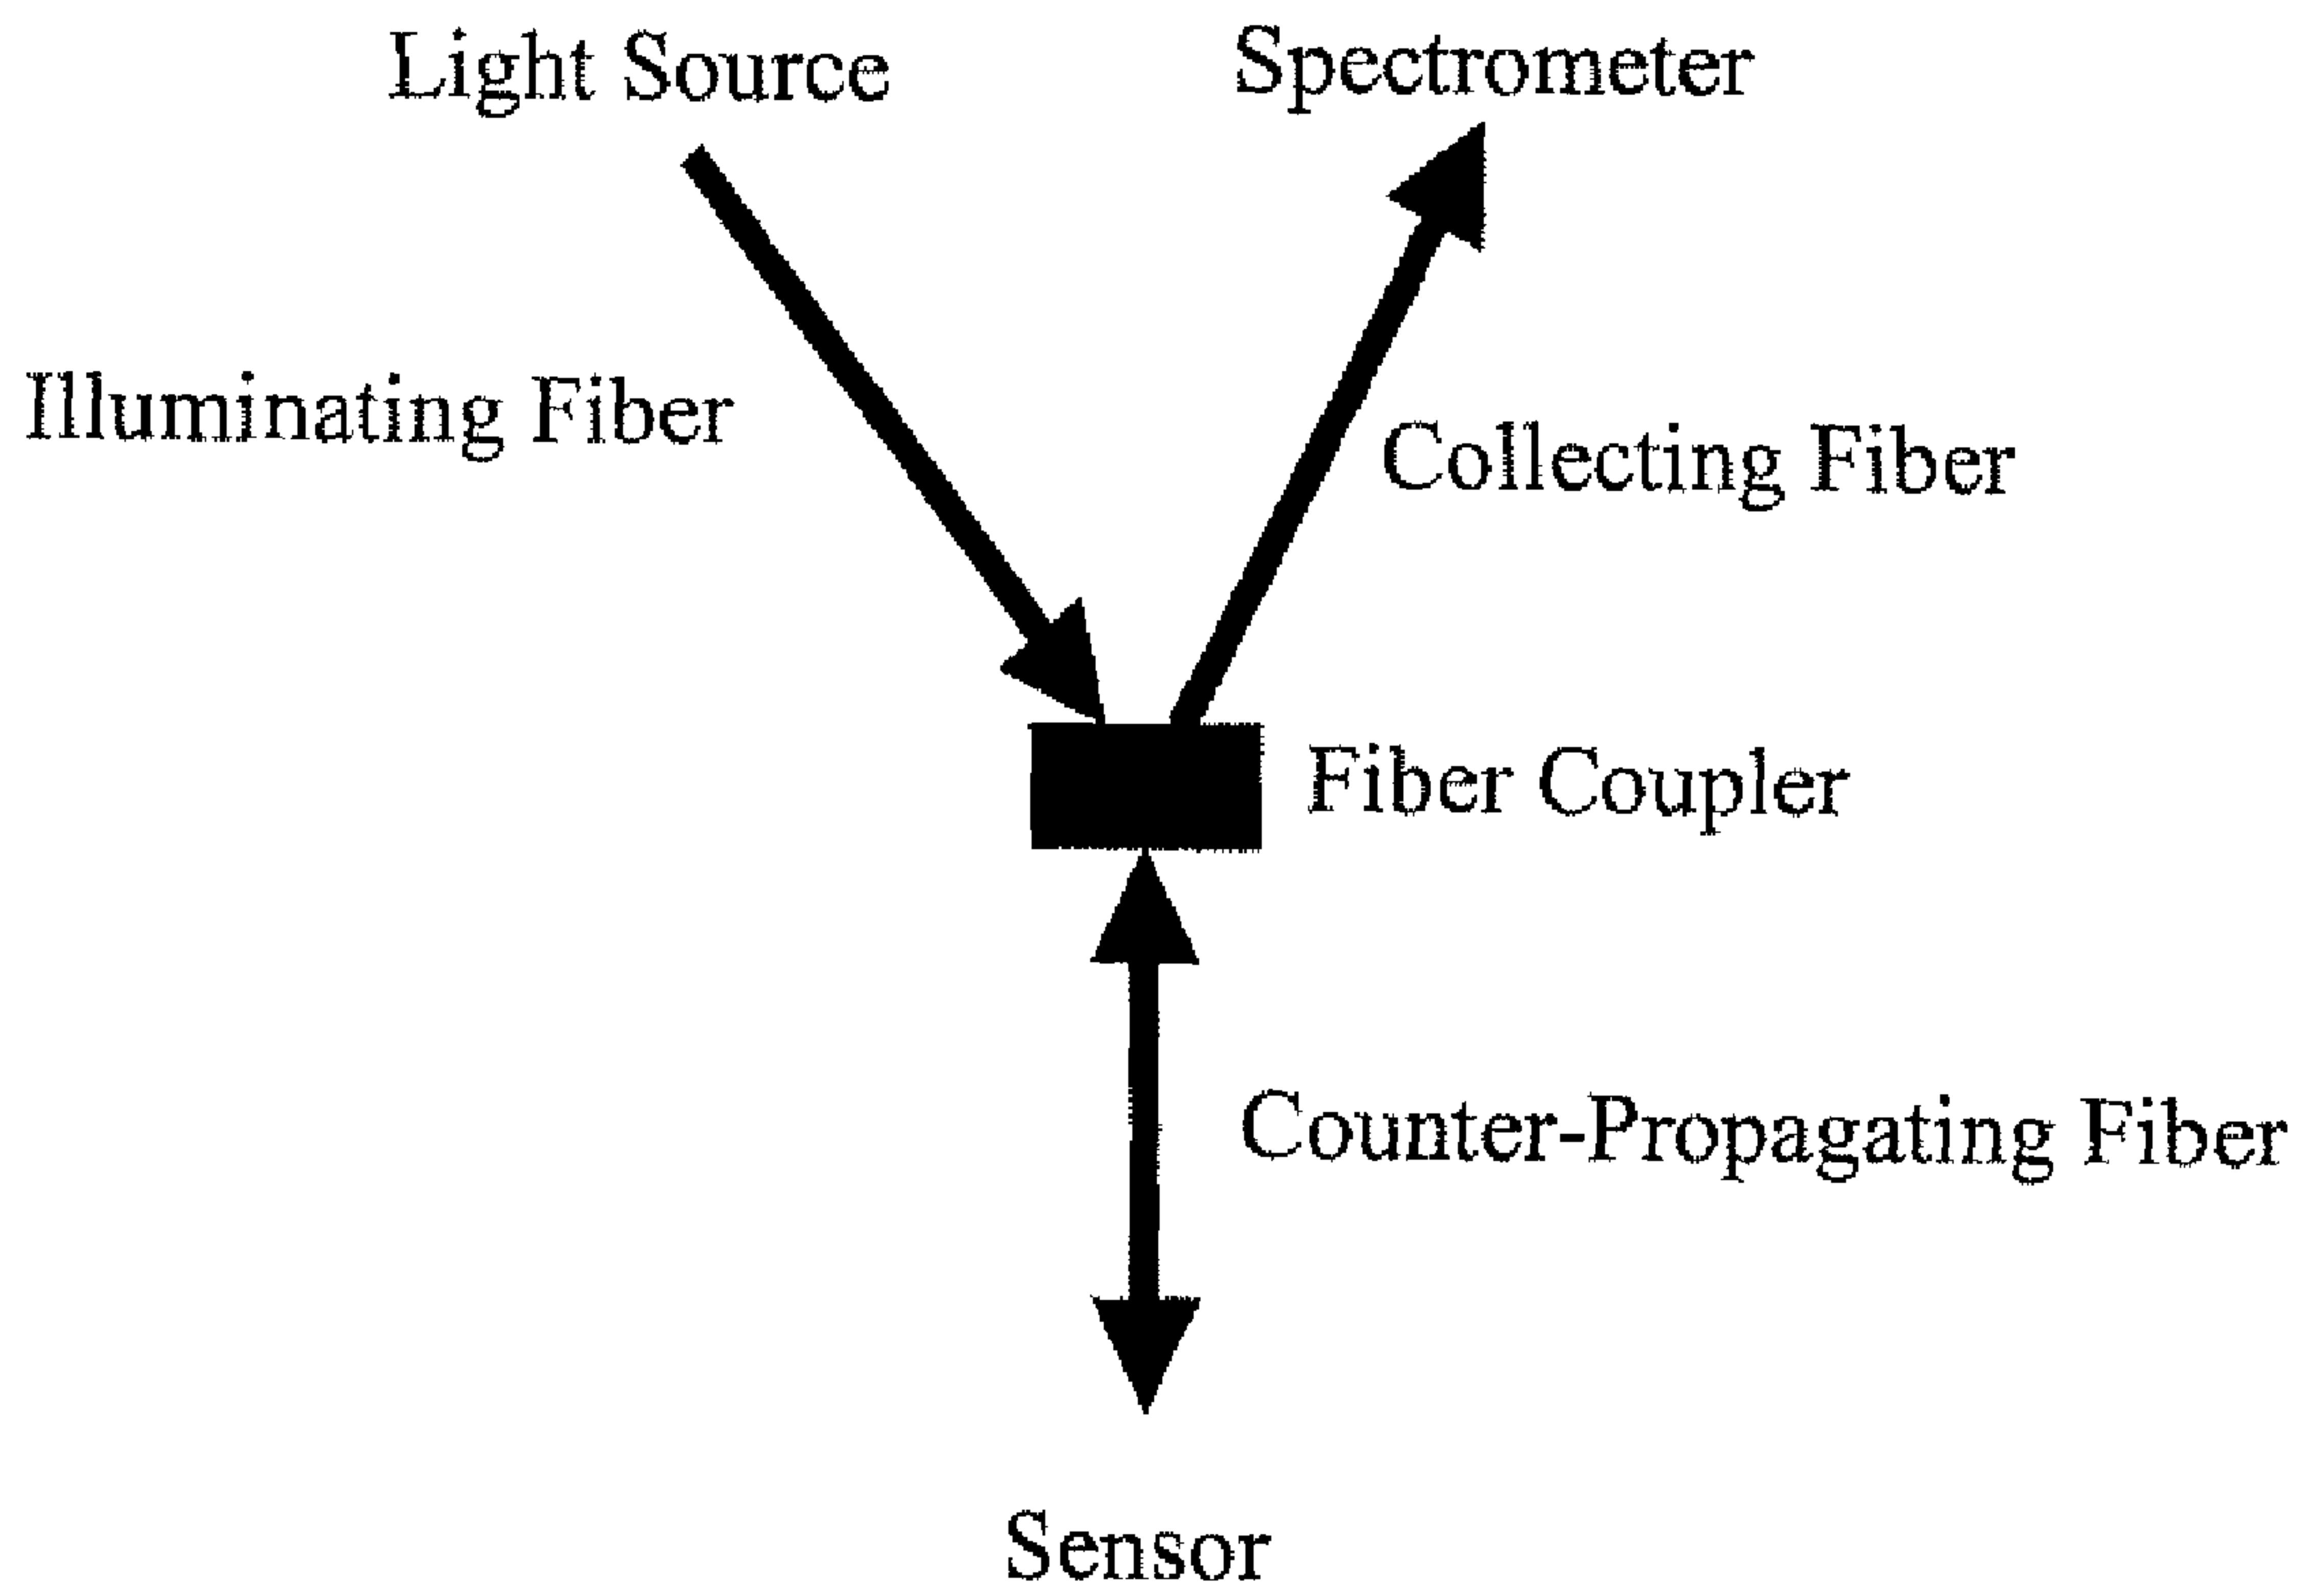 Light Source
Spectrometer
Illuminating Fiber
Collecting Fiber
Fiber Coupler
Counter-Propagating Fiber
Sensor